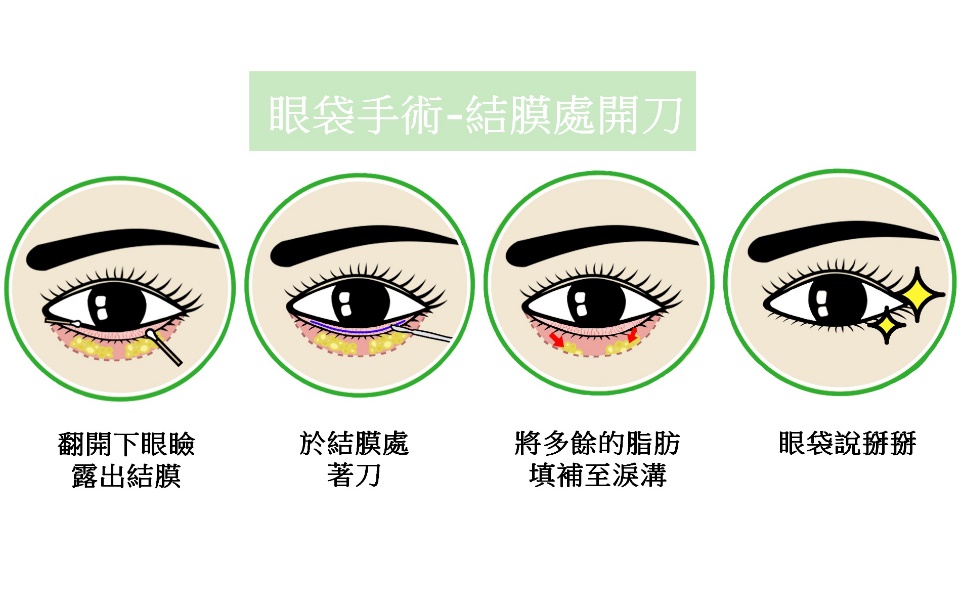 眼袋手術-結膜處開刀
翻開下眼瞼
露出結膜
於結膜處
著刀
將多餘的脂肪
填補至淚溝
眼袋說掰掰